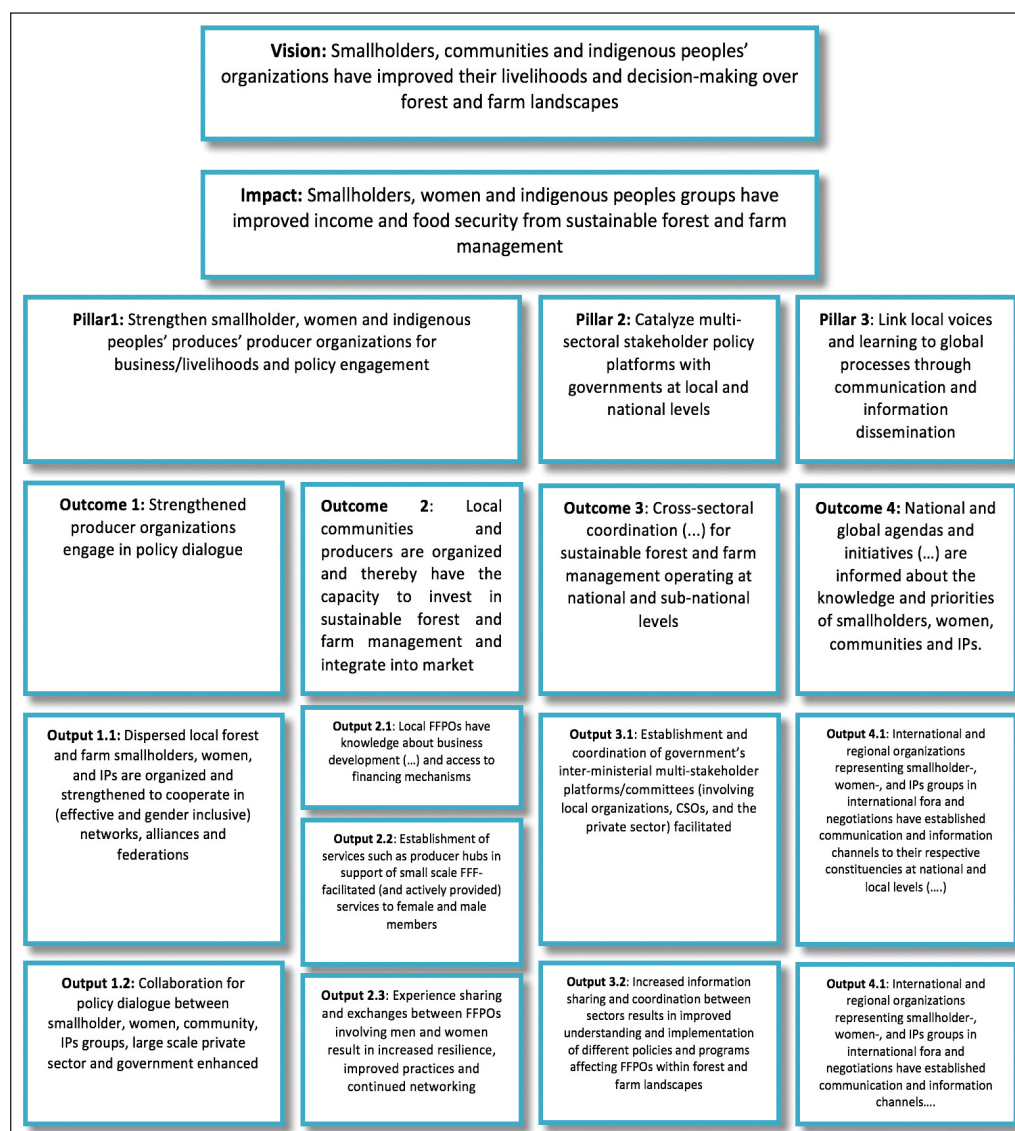 Vision: Smallholders, communities and indigenous peoples'
organizations have improved their livelihoods and decision-making over
forest and farm landscapes
Impact: Smallholders, women and indigenous peoples groups have
improved income and food security from sustainable forest and farm
management
Pillar1: Strengthen smallholder, women and indigenous
peoples' produces' producer organizations for
business/livelihoods and policy engagement
Pillar 2: Catalyze multi-
sectoral stakeholder policy
platforms with
governments at local and
national levels
Pillar 3: Link local voices
and learning to global
processes through
communication and
information
dissemination
Outcome 1: Strengthened
producer organizations
engage in policy dialogue
Outcome 2: Local
communities and
producers are organized
and thereby have the
capacity to invest in
sustainable forest and
farm management and
integrate into market
Outcome 3: Cross-sectoral
coordination (...) for
sustainable forest and farm
management operating at
national and sub-national
levels
Outcome 4: National and
global agendas and
initiatives (...) are
informed about the
knowledge and priorities
of smallholders, women,
communities and IPs.
Output 1.1: Dispersed local forest
and farm smallholders, women,
and IPs are organized and
strengthened to cooperate in
(effective and gender inclusive)
networks, alliances and
federations
Output 2.1: Local FFPOs have
knowledge about business
development (...) and access to
financing mechanisms
Output 2.2: Establishment of
services such as producer hubs in
support of small scale FFF-
facilitated (and actively provided)
services to female and male
members
Output 3.1: Establishment and
coordination of government's
inter-ministerial multi-stakeholder
platforms/committees (involving
local organizations, CSOs, and the
private sector) facilitated
Output 4.1: International and
regional organizations
representing smallholder-,
women-, and IPs groups in
international fora and
negotiations have established
communication and information
channels to their respective
constituencies at national and
local levels (....)
Output 1.2: Collaboration for
policy dialogue between
smallholder, women, community,
IPs groups, large scale private
sector and government enhanced
Output 2.3: Experience sharing
and exchanges between FFPOs
involving men and women
result in increased resilience,
improved practices and
continued networking
Output 3.2: Increased information
sharing and coordination between
sectors results in improved
understanding and implementation
of different policies and programs
affecting FFPOs within forest and
farm landscapes
Output 4.1: International and
regional organizations
representing smallholder-,
women-, and IPs groups in
international fora and
negotiations have established
communication and information
channels....